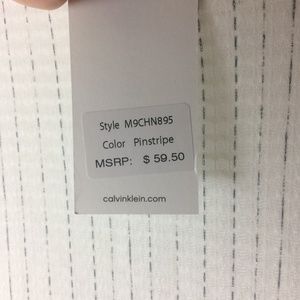 Style M9CHN895
Color Pinstripe
MSRP: $ 59.50
calvinklein.com